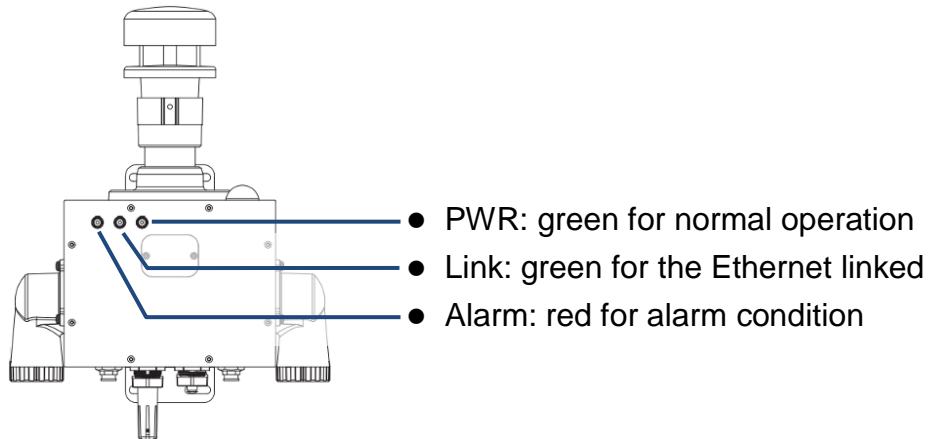 ● PWR: green for normal operation
● Link: green for the Ethernet linked
● Alarm: red for alarm condition